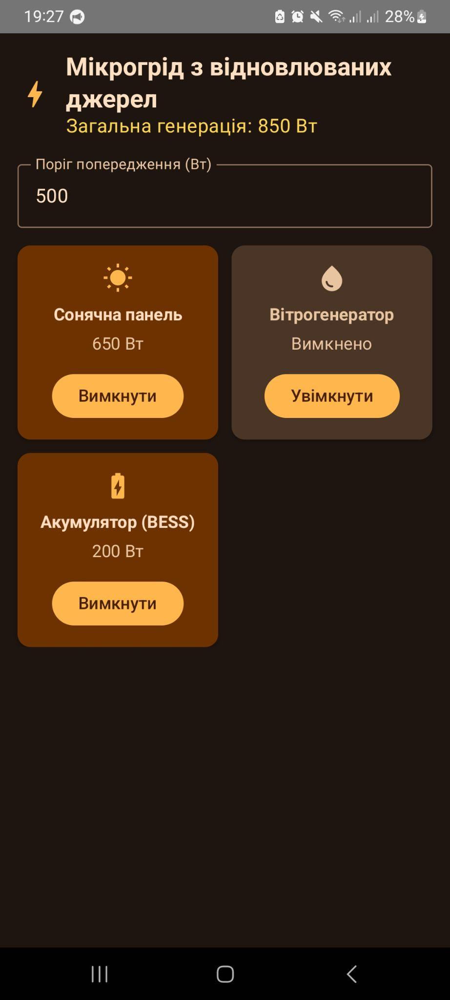 19:27
28%
Мікрогрід з відновлюваних
джерел
Загальна генерація: 850 Вт
Поріг попередження (Вт)
500
Сонячна панель
650 Вт
Вимкнути
Вітрогенератор
Вимкнено
Увімкнути
Акумулятор (BESS)
200 Вт
Вимкнути